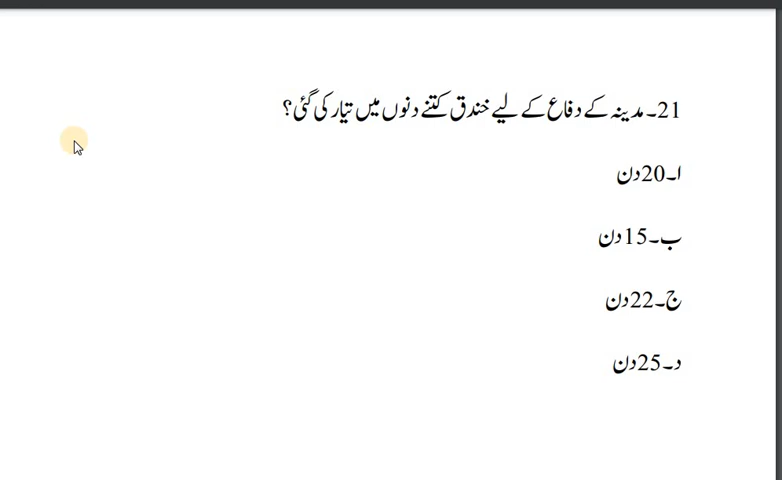 21۔ مدینہ کے دفاع کے لیے خندق کتنے دنوں میں تیار کی گئی؟
ا۔20دن
ب۔15دن
ج۔22دن
د۔25دن